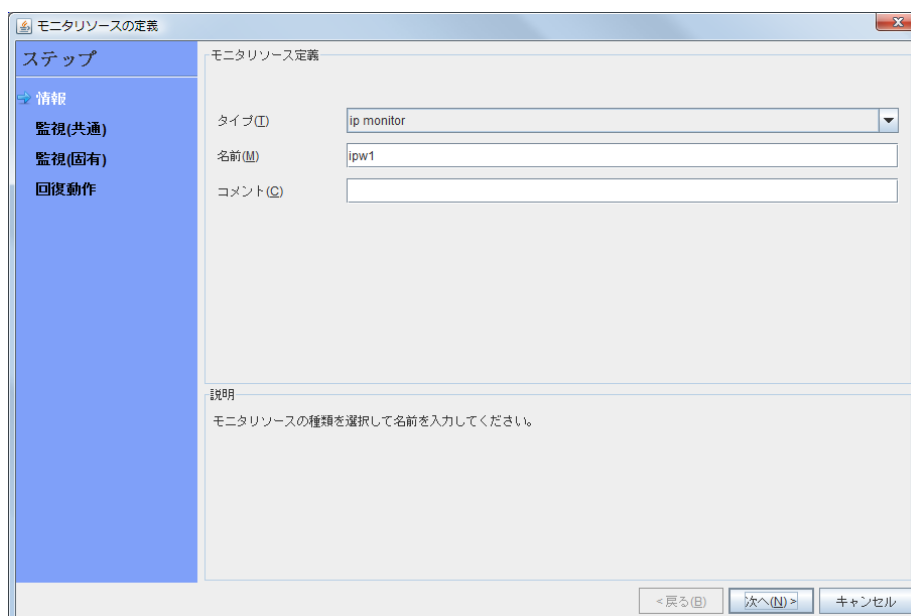 モニタリソースの定義
ステップ
情報
監視(共通)
監視(固有)
回復動作
モニタリソース定義
タイプ(T) ip monitor
名前(M) ipw1
コメント(C)
説明
モニタリソースの種類を選択して名前を入力してください。
<戻る(B) 次へ(N)> キャンセル